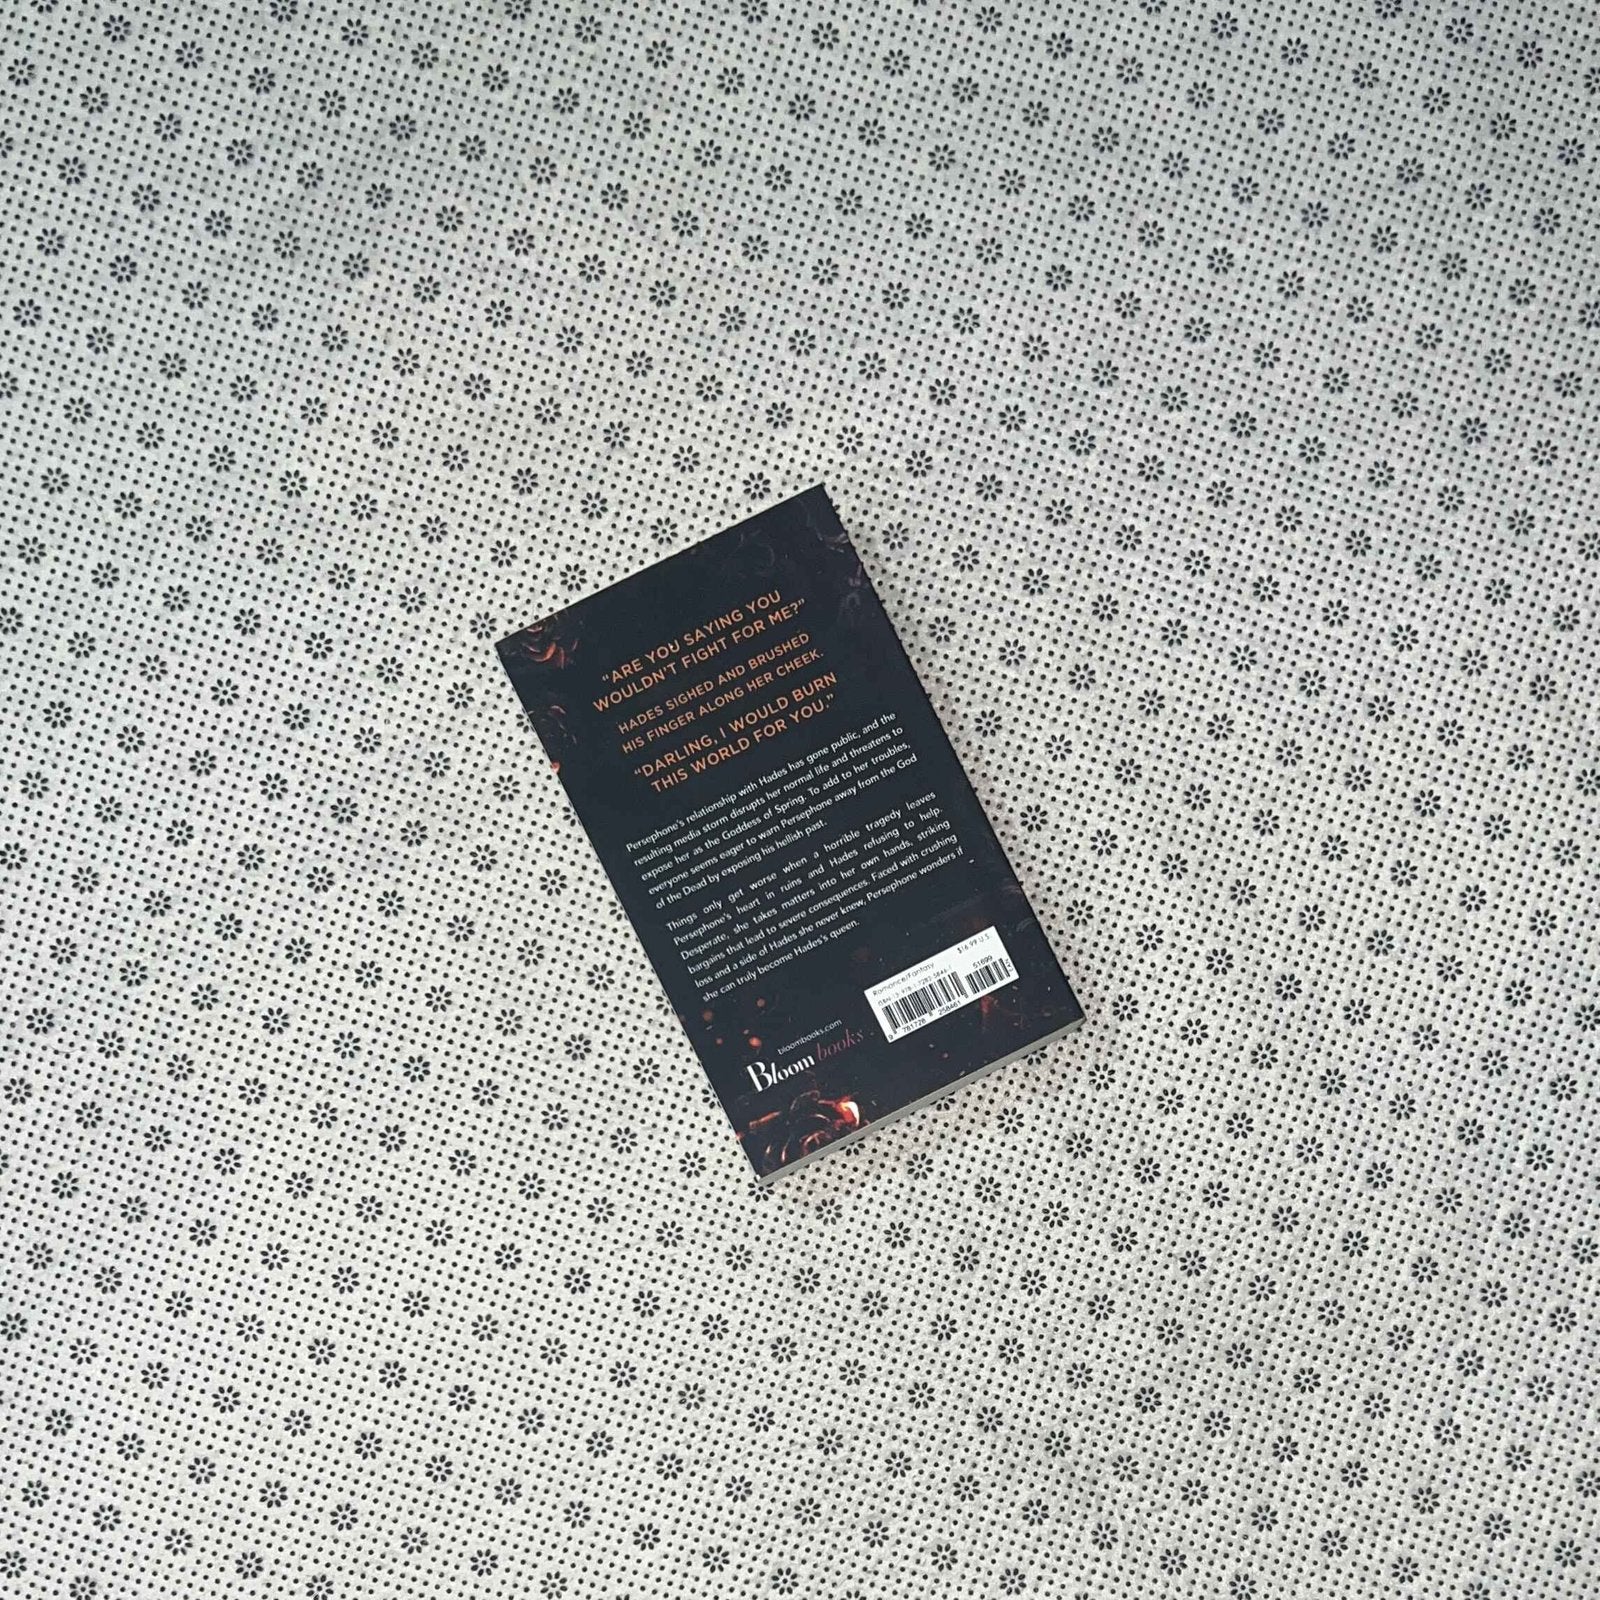 "ARE YOU SAYING YOU
WOULDN'T FIGHT FOR ME?"
HADES SIGHED AND BRUSHED
HIS FINGER ALONG HER CHEEK.
"DARLING, I WOULD BURN
THIS WORLD FOR YOU."
Persephone's relationship with Hades has gone public, and the
resulting media storm disrupts her normal life and threatens to
expose her as the Goddess of Spring. To add to her troubles,
everyone seems eager to warn Persephone away from the God
of the Dead by exposing his hellish past.
Things only get worse when a horrible tragedy leaves
Persephone's heart in ruins and Hades refusing to help.
Desperate, she takes matters into her own hands, striking
bargains that lead to severe consequences. Faced with crushing
loss and a side of Hades she never knew, Persephone wonders if
she can truly become Hades's queen.
Romance/Fantasy $16.99 U.S.
51699
9 781728 258461
bloombooks.com
Bloom books